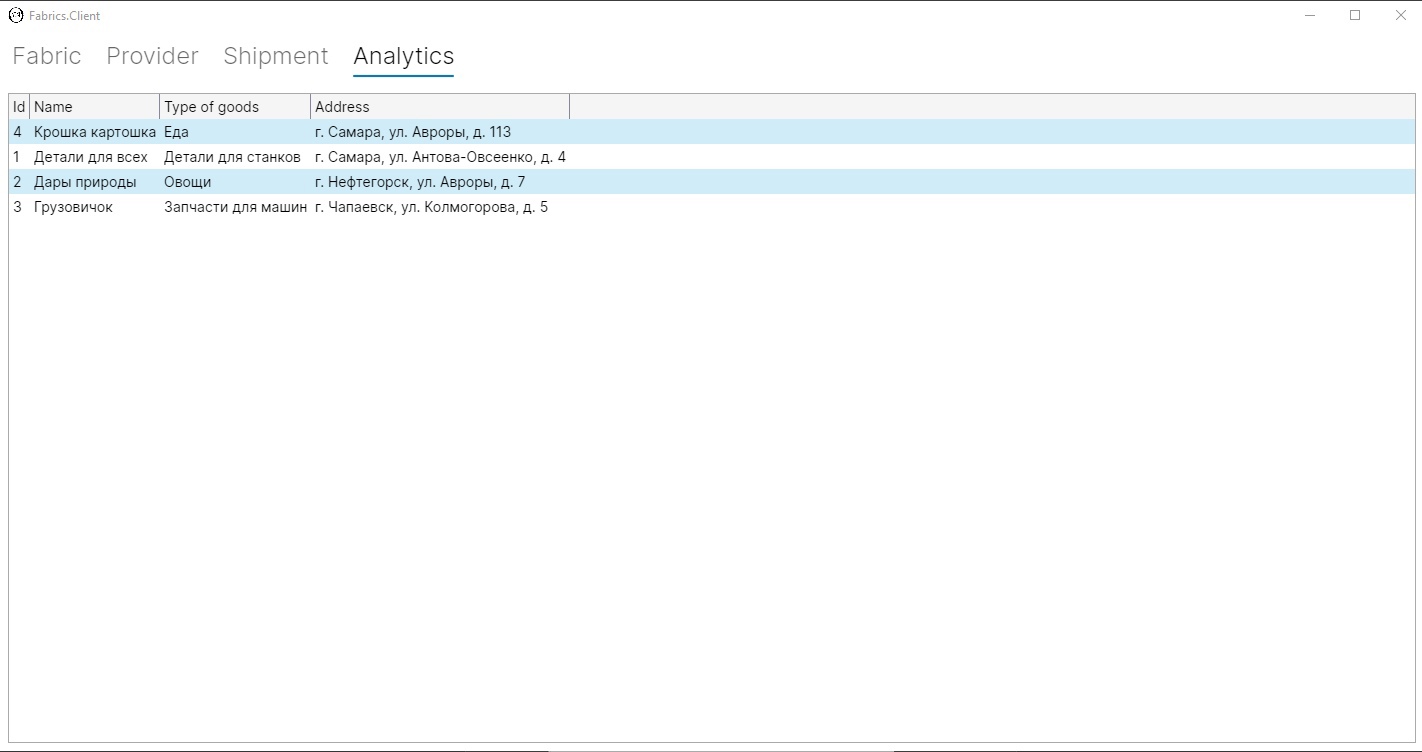 Fabrics.Client
Fabric Provider Shipment Analytics
Id Name Type of goods Address
4 Крошка картошка Еда г. Самара, ул. Авроры, д. 113
1 Детали для всех Детали для станков г. Самара, ул. Антова-Овсеенко, д. 4
2 Дары природы Овощи г. Нефтегорск, ул. Авроры, д. 7
3 Грузовичок Запчасти для машин г. Чапаевск, ул. Колмогорова, д. 5